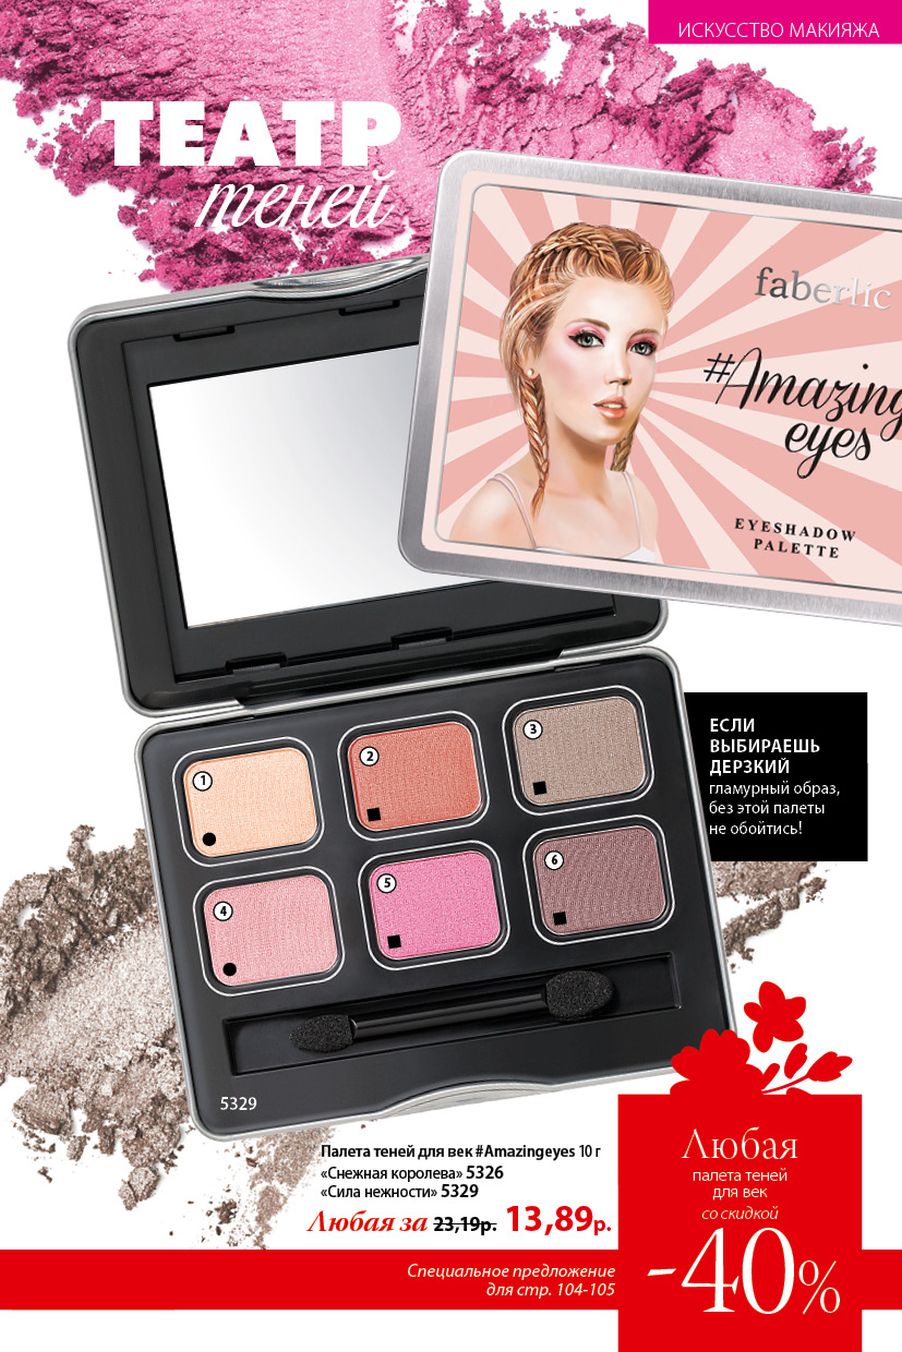 ИСКУССТВО МАКИЯЖА
ТЕАТР
теней
faberlic
#Amazing
eyes
EYESHADOW
PALETTE
ЕСЛИ
ВЫБИРАЕШЬ
ДЕРЗКИЙ
гламурный образ,
без этой палеты
не обойтись!
1
2
3
4
5
6
5329
Палета теней для век #Amazingeyes 10 г
«Снежная королева» 5326
«Сила нежности» 5329
Любая за 23,19р. 13,89р.
Любая
палета теней
для век
со скидкой
-40%
Специальное предложение
для стр. 104-105